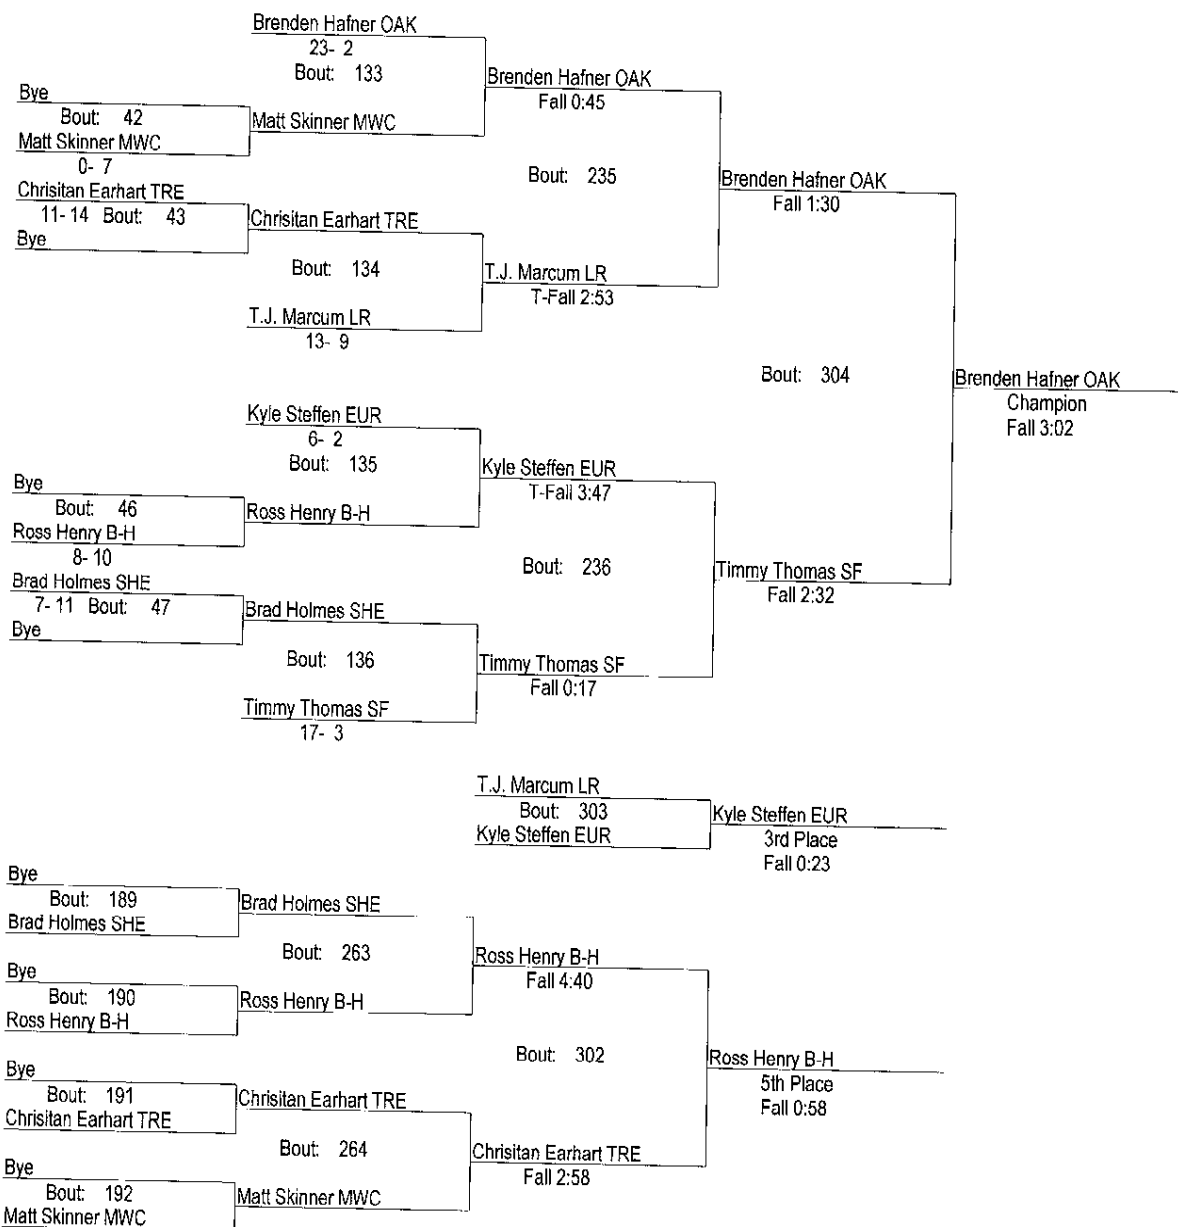 Brenden Hafner OAK
23- 2
Bout: 133
Brenden Hafner OAK
Fall 0:45
Bye
Bout: 42
Matt Skinner MWC
Matt Skinner MWC
0- 7
Bout: 235
Brenden Hafner OAK
Fall 1:30
Chrisitan Earhart TRE
11- 14 Bout: 43
Chrisitan Earhart TRE
Bye
Bout: 134
T.J. Marcum LR
T-Fall 2:53
T.J. Marcum LR
13- 9
Bout: 304
Brenden Hafner OAK
Champion
Fall 3:02
Kyle Steffen EUR
6- 2
Bout: 135
Kyle Steffen EUR
T-Fall 3:47
Bye
Bout: 46
Ross Henry B-H
Ross Henry B-H
8- 10
Bout: 236
Timmy Thomas SF
Fall 2:32
Brad Holmes SHE
7- 11 Bout: 47
Brad Holmes SHE
Bye
Bout: 136
Timmy Thomas SF
Fall 0:17
Timmy Thomas SF
17- 3
T.J. Marcum LR
Bout: 303
Kyle Steffen EUR
Kyle Steffen EUR
3rd Place
Fall 0:23
Bye
Bout: 189
Brad Holmes SHE
Brad Holmes SHE
Bout: 263
Ross Henry B-H
Fall 4:40
Bye
Bout: 190
Ross Henry B-H
Ross Henry B-H
Bout: 302
Ross Henry B-H
5th Place
Fall 0:58
Bye
Bout: 191
Chrisitan Earhart TRE
Chrisitan Earhart TRE
Bout: 264
Chrisitan Earhart TRE
Fall 2:58
Bye
Bout: 192
Matt Skinner MWC
Matt Skinner MWC